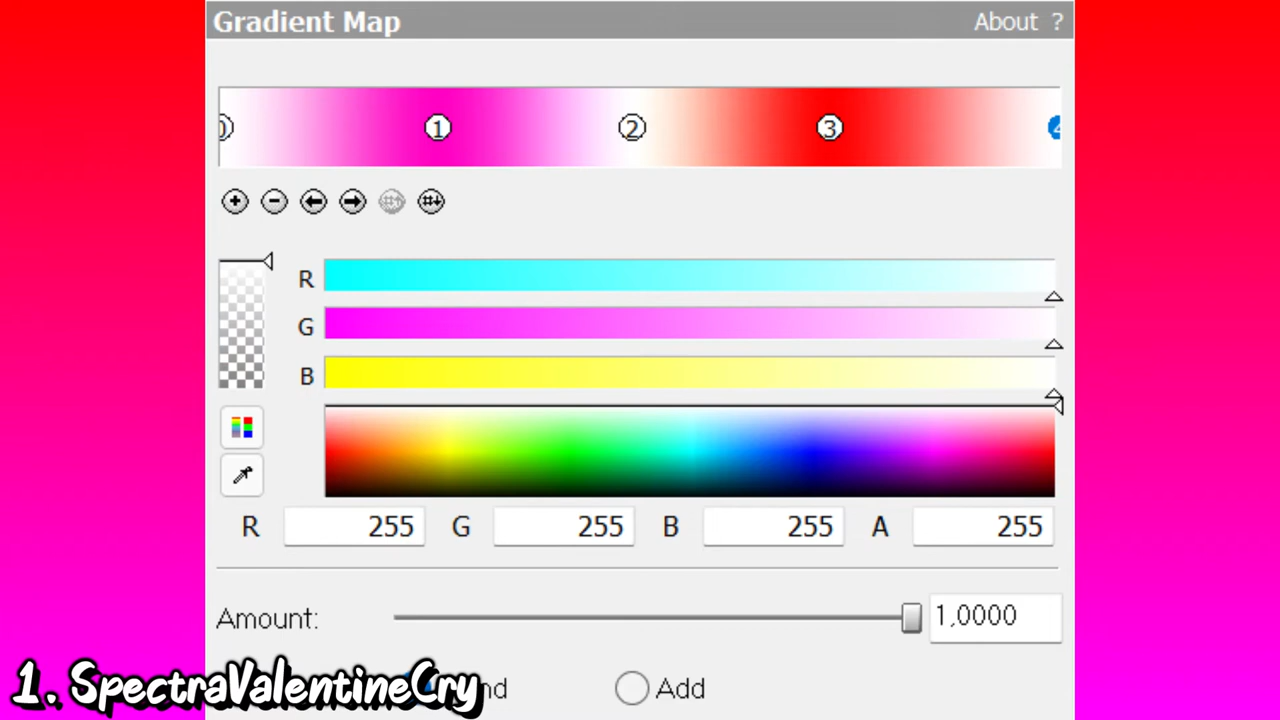 Gradient Map About ?
1 2 3
R
G
B
R 255 G 255 B 255 A 255
Amount: 1,0000
Add
1. SpectraValentineCry